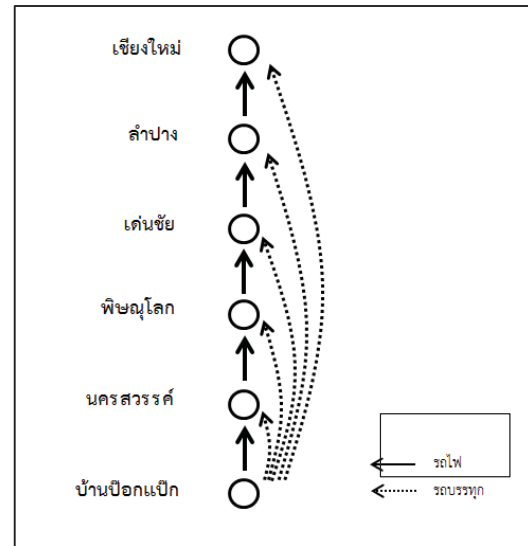 เชียงใหม่
ลำปาง
เด่นชัย
พิษณุโลก
นครสวรรค์
บ้านป๊อกแป๊ก
รถไฟ
รถบรรทุก